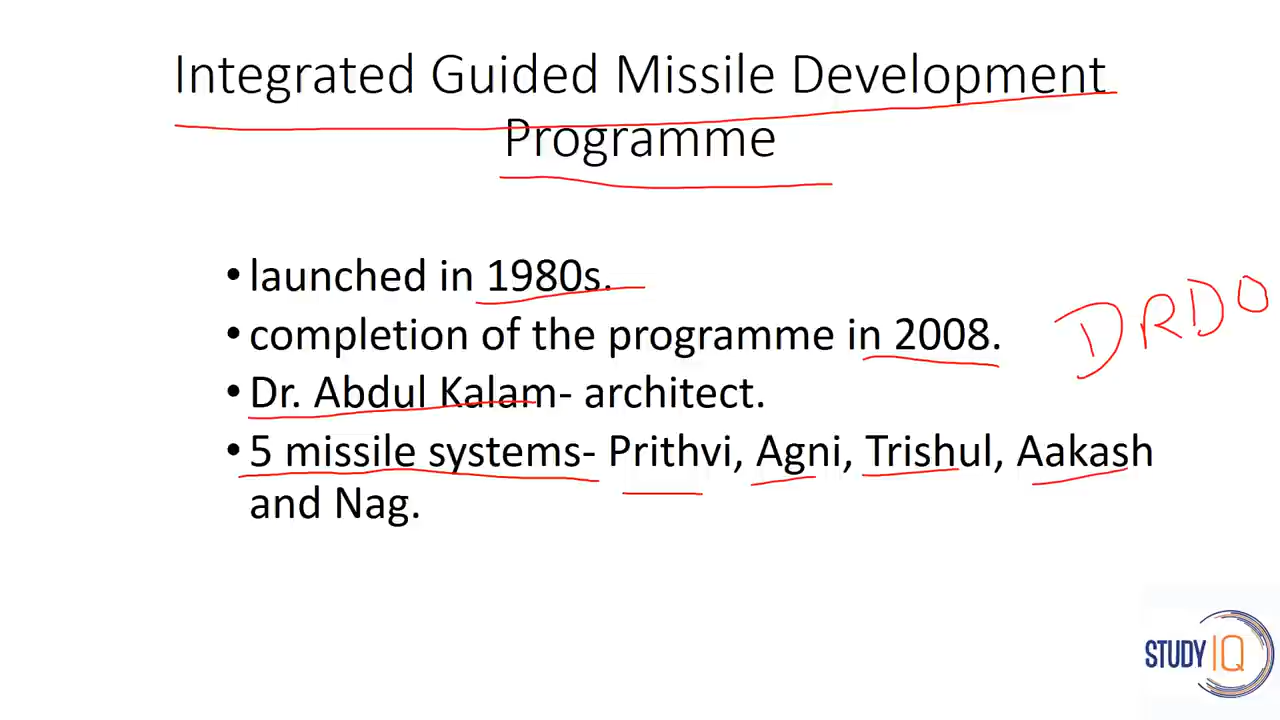 Integrated Guided Missile Development
Programme
•launched in 1980s.
•completion of the programme in 2008.
DRDO
•Dr. Abdul Kalam- architect.
•5 missile systems- Prithvi, Agni, Trishul, Aakash
and Nag.
STUDY IQ